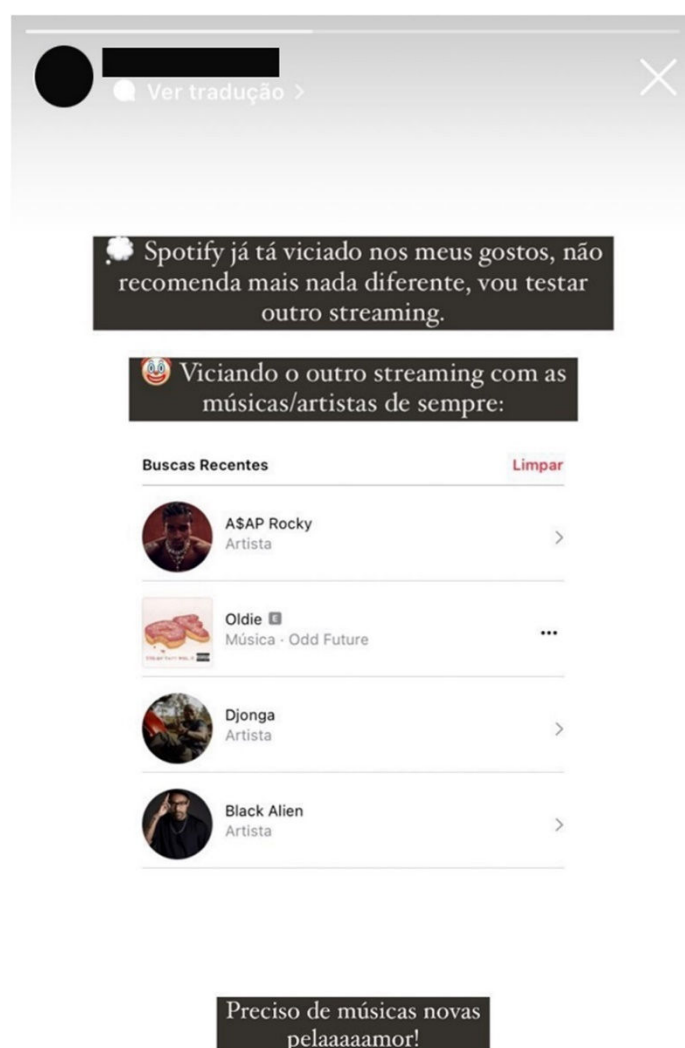 Ver tradução >
💭 Spotify já tá viciado nos meus gostos, não
recomenda mais nada diferente, vou testar
outro streaming.
🤡 Viciando o outro streaming com as
músicas/artistas de sempre:
Buscas Recentes
Limpar
A$AP Rocky
Artista
Oldie E
Música · Odd Future
Djonga
Artista
Black Alien
Artista
Preciso de músicas novas
pelaaaaamor!